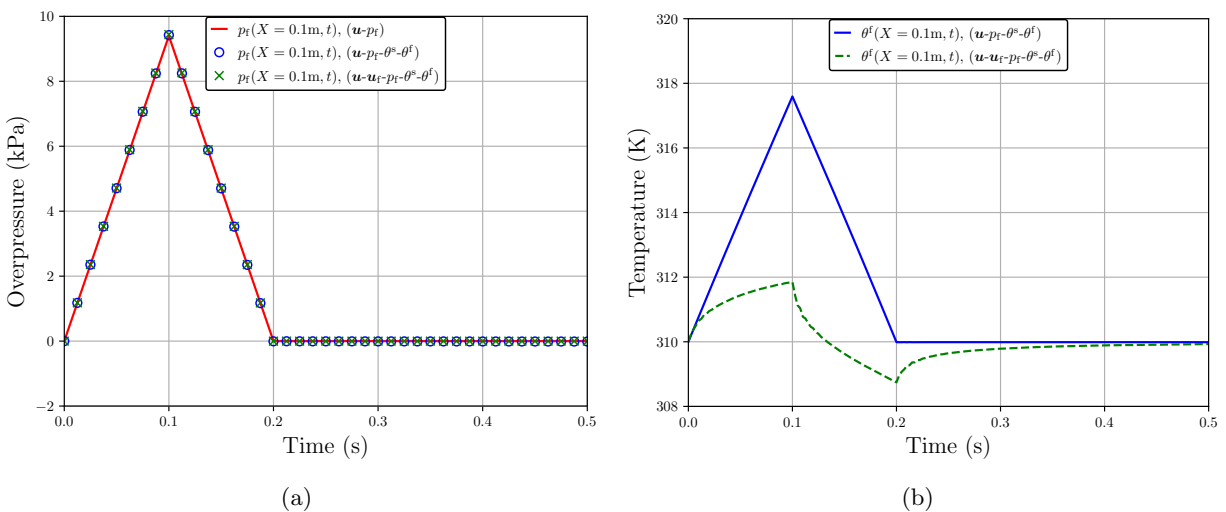 p_f(X = 0.1m, t), (u-p_f)
p_f(X = 0.1m, t), (u-p_f-θ^s-θ^f)
p_f(X = 0.1m, t), (u-u_f-p_f-θ^s-θ^f)
10
8
6
4
2
0
−2
Overpressure (kPa)
0.0 0.1 0.2 0.3 0.4 0.5
Time (s)
(a)
θ^f(X = 0.1m, t), (u-p_f-θ^s-θ^f)
θ^f(X = 0.1m, t), (u-u_f-p_f-θ^s-θ^f)
320
318
316
314
312
310
308
Temperature (K)
0.0 0.1 0.2 0.3 0.4 0.5
Time (s)
(b)